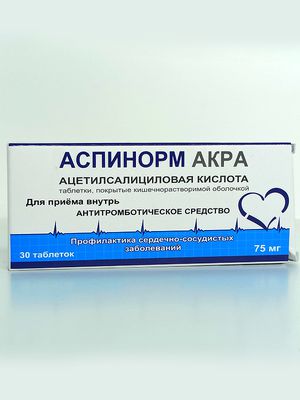 АСПИНОРМ АКРА
АЦЕТИЛСАЛИЦИЛОВАЯ КИСЛОТА
таблетки, покрытые кишечнорастворимой оболочкой
Для приёма внутрь
АНТИТРОМБОТИЧЕСКОЕ СРЕДСТВО
Профилактика сердечно-сосудистых
заболеваний
30 таблеток
75 мг